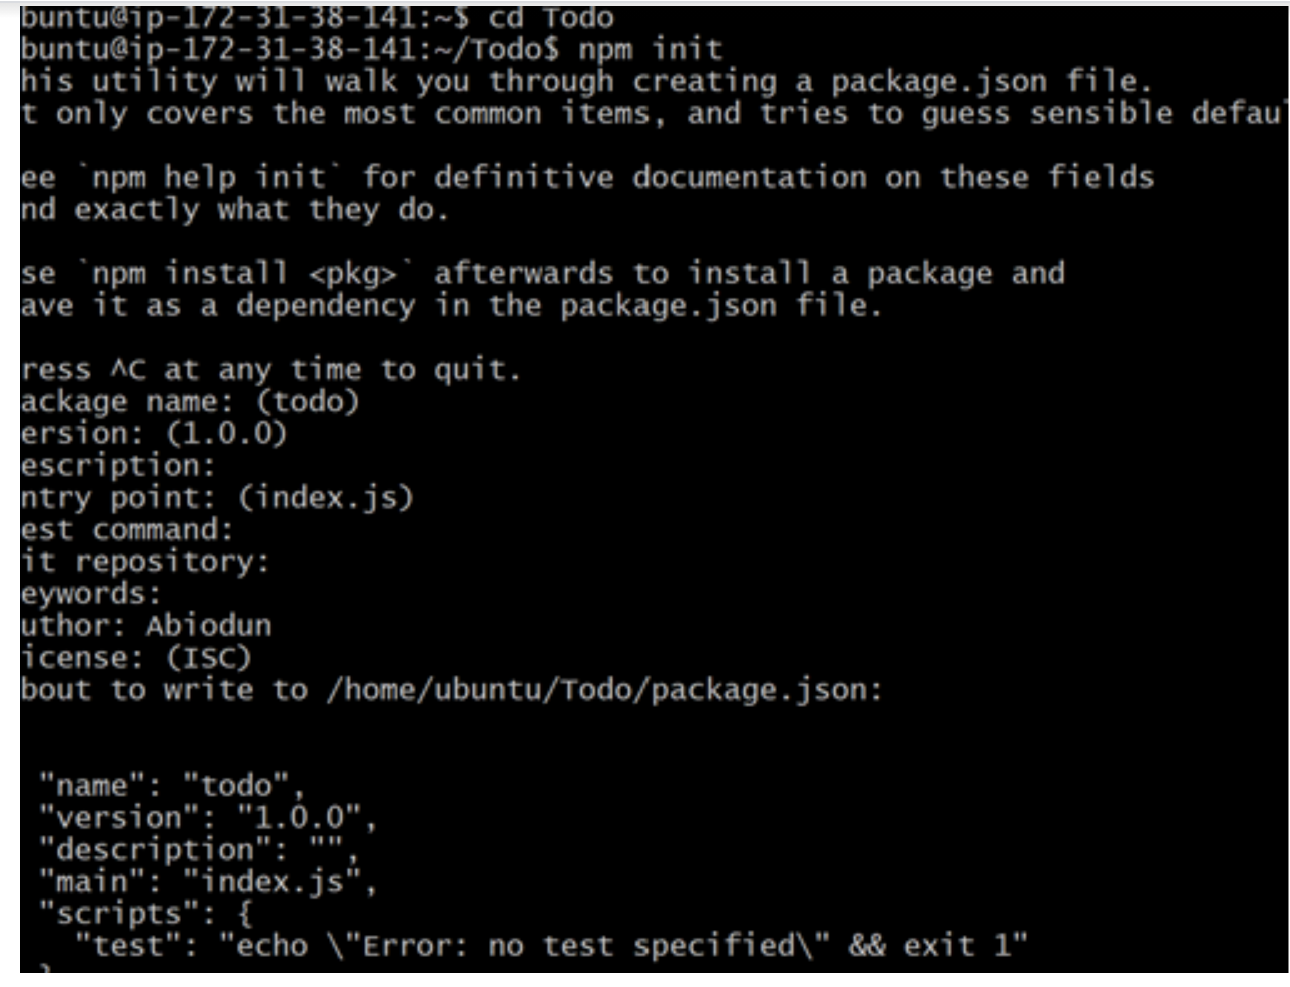 buntu@ip-172-31-38-141:~$ cd Todo
buntu@ip-172-31-38-141:~/Todo$ npm init
his utility will walk you through creating a package.json file.
t only covers the most common items, and tries to guess sensible defau

ee `npm help init` for definitive documentation on these fields
nd exactly what they do.

se `npm install <pkg>` afterwards to install a package and
ave it as a dependency in the package.json file.

ress ^C at any time to quit.
ackage name: (todo)
ersion: (1.0.0)
escription:
ntry point: (index.js)
est command:
it repository:
eywords:
uthor: Abiodun
icense: (ISC)
bout to write to /home/ubuntu/Todo/package.json:

"name": "todo",
"version": "1.0.0",
"description": "",
"main": "index.js",
"scripts": {
"test": "echo \"Error: no test specified\" && exit 1"